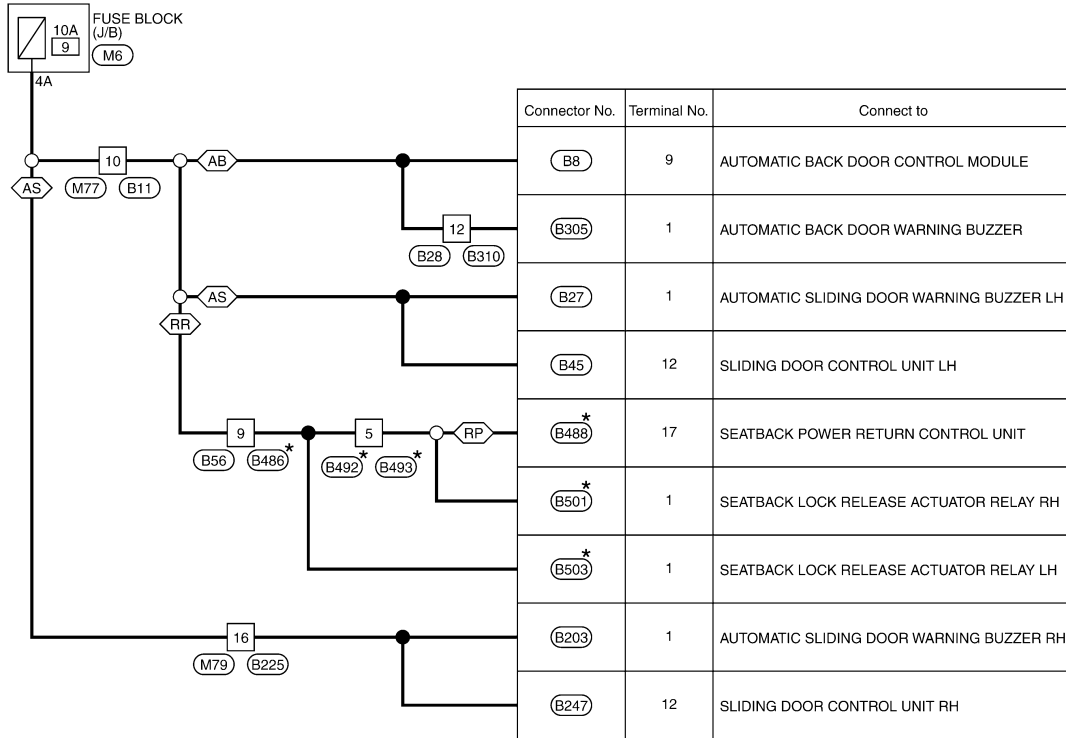 FUSE BLOCK
(J/B)
10A
9
M6
4A
Connector No. Terminal No. Connect to
10
AB
B8 9 AUTOMATIC BACK DOOR CONTROL MODULE
AS
M77 B11
12
B305 1 AUTOMATIC BACK DOOR WARNING BUZZER
B28 B310
AS
B27 1 AUTOMATIC SLIDING DOOR WARNING BUZZER LH
RR
B45 12 SLIDING DOOR CONTROL UNIT LH
9
5
RP
B488* 17 SEATBACK POWER RETURN CONTROL UNIT
B56 B486* B492* B493*
B501* 1 SEATBACK LOCK RELEASE ACTUATOR RELAY RH
B503* 1 SEATBACK LOCK RELEASE ACTUATOR RELAY LH
16
B203 1 AUTOMATIC SLIDING DOOR WARNING BUZZER RH
M79 B225
B247 12 SLIDING DOOR CONTROL UNIT RH